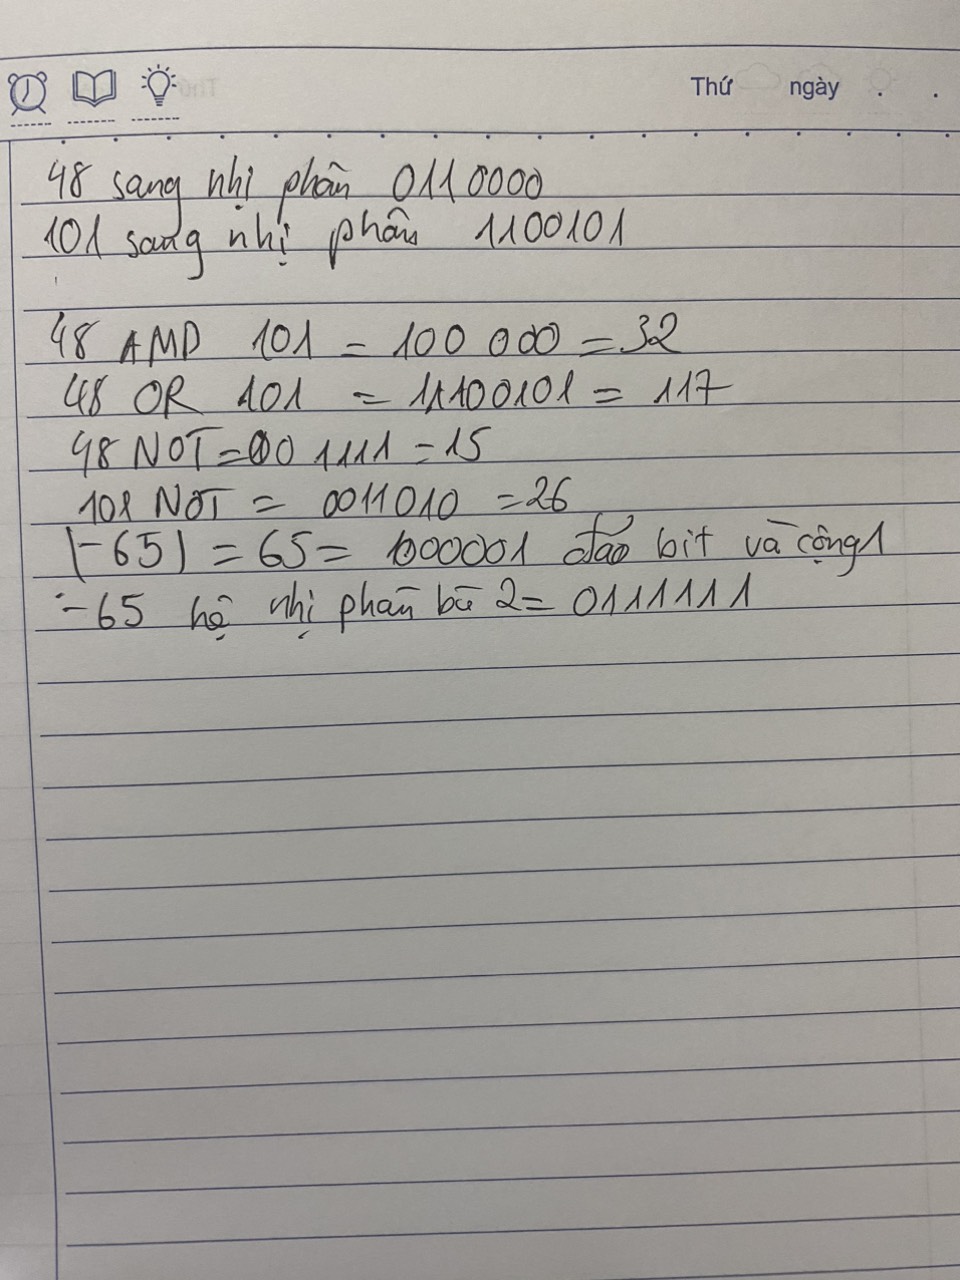 Thứ ngày . .
48 sang nhị phân 0110000
101 sang nhị phân 1100101
48 AMD 101 = 100 000 = 32
48 OR 101 = 11100101 = 117
48 NOT = 00 1111 = 15
101 NOT = 0011010 = 26
|-65| = 65 = 1000001 đảo bit và cộng 1
:-65 hệ nhị phân bù 2 = 0111111